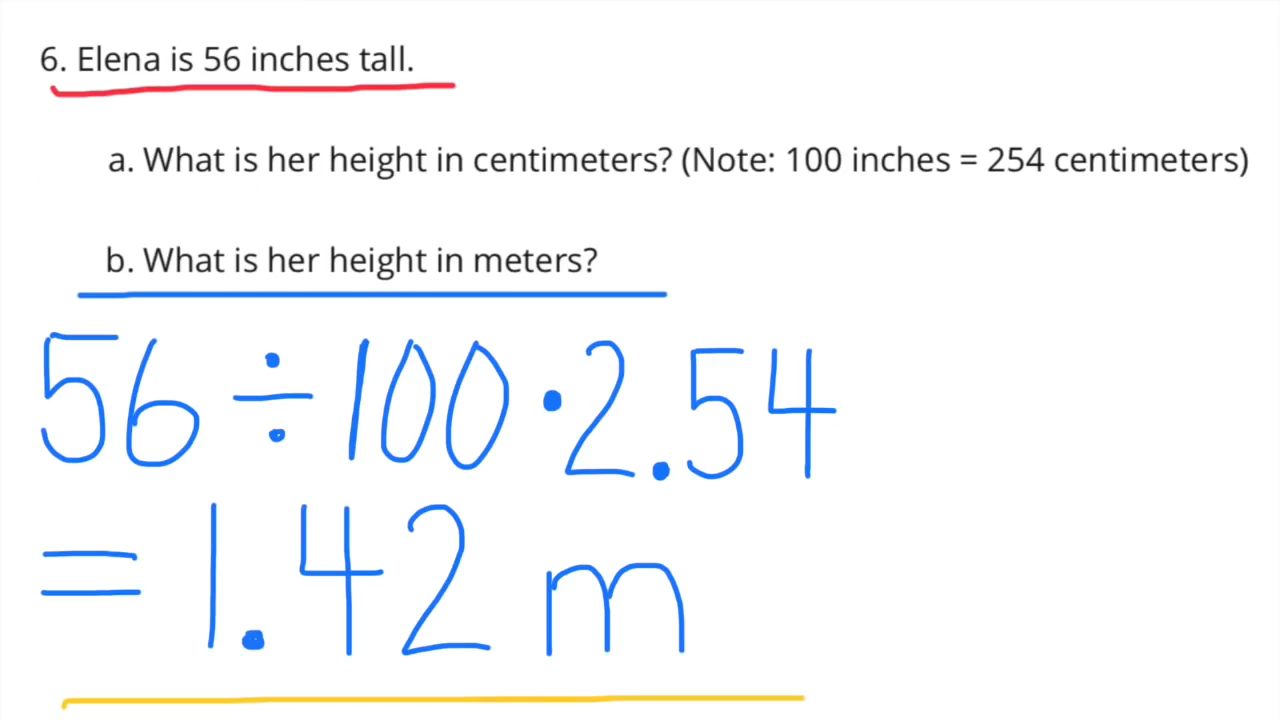 6. Elena is 56 inches tall.
a. What is her height in centimeters? (Note: 100 inches = 254 centimeters)
b. What is her height in meters?
56 ÷ 100 · 2.54
= 1.42 m